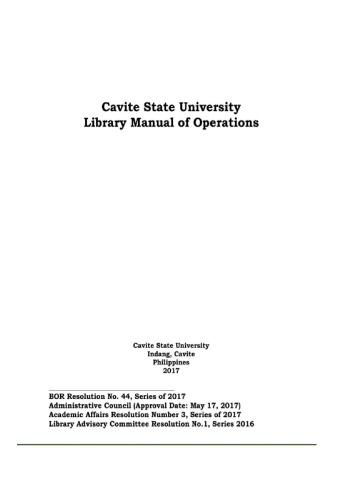 Cavite State University
Library Manual of Operations
Cavite State University
Indang, Cavite
Philippines
2017
BOR Resolution No. 44, Series of 2017
Administrative Council (Approval Date: May 17, 2017)
Academic Affairs Resolution Number 3, Series of 2017
Library Advisory Committee Resolution No.1, Series 2016